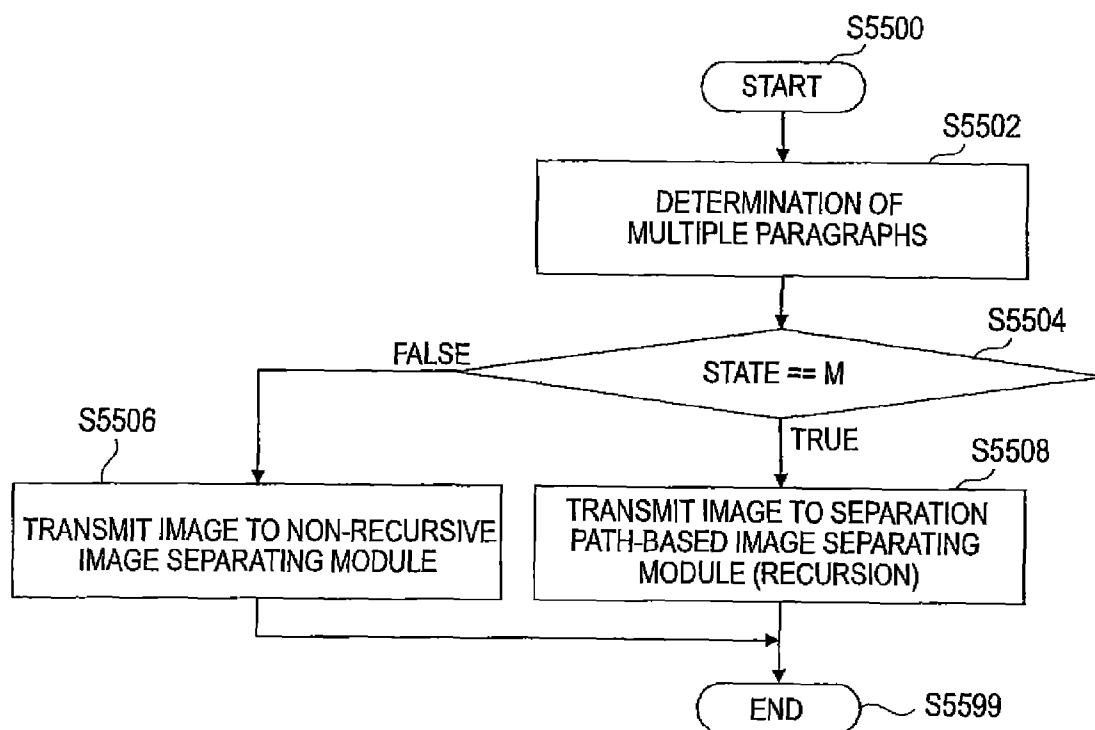 S5500
START
S5502
DETERMINATION OF
MULTIPLE PARAGRAPHS
S5504
FALSE
STATE == M
S5506
TRUE
S5508
TRANSMIT IMAGE TO NON-RECURSIVE
IMAGE SEPARATING MODULE
TRANSMIT IMAGE TO SEPARATION
PATH-BASED IMAGE SEPARATING
MODULE (RECURSION)
END
S5599